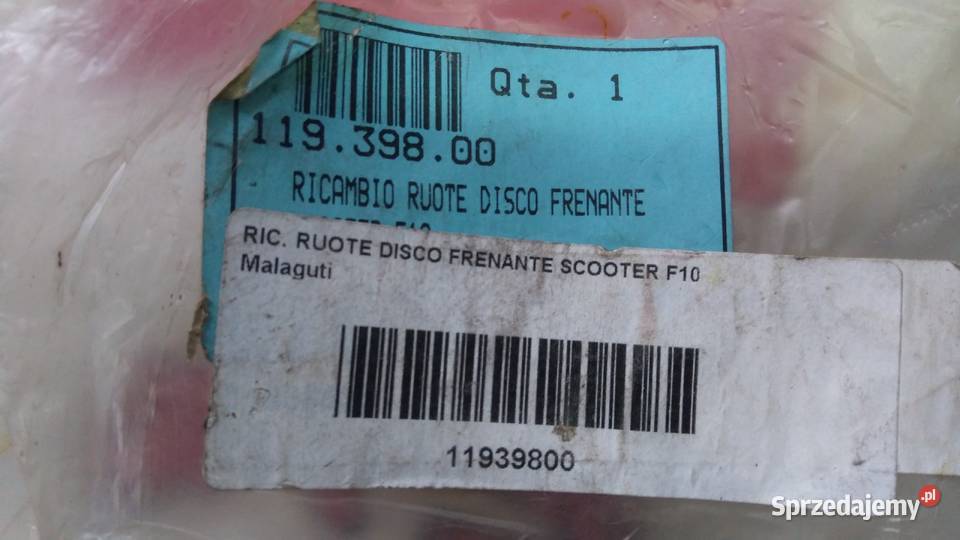 Qta. 1
119.398.00
RICAMBIO RUOTE DISCO FRENANTE
RIC. RUOTE DISCO FRENANTE SCOOTER F10
Malaguti
11939800
Sprzedajemy.pl